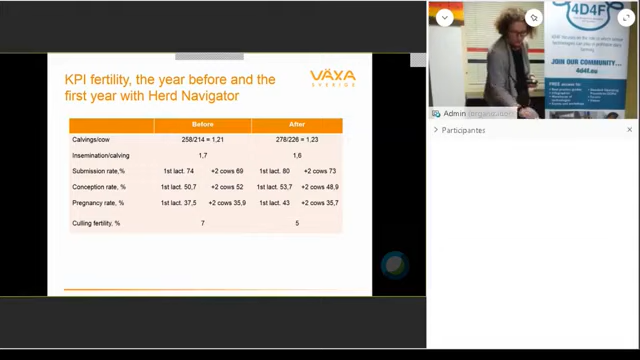 KPI fertility, the year before and the
first year with Herd Navigator
VÄXA
SVERIGE
Before After
Calvings/cow 258/214 = 1,21 278/226 = 1,23
Insemination/calving 1,7 1,6
Submission rate,% 1st lact. 74 +2 cows 69 1st lact. 80 +2 cows 73
Conception rate, % 1st lact. 50,7 +2 cows 52 1st lact. 53,7 +2 cows 48,9
Pregnancy rate, % 1st lact. 37,5 +2 cows 35,9 1st lact. 43 +2 cows 35,7
Culling fertility, % 7 5
4D4F
JOIN OUR COMMUNITY...
4d4f.eu
Admin
Participantes